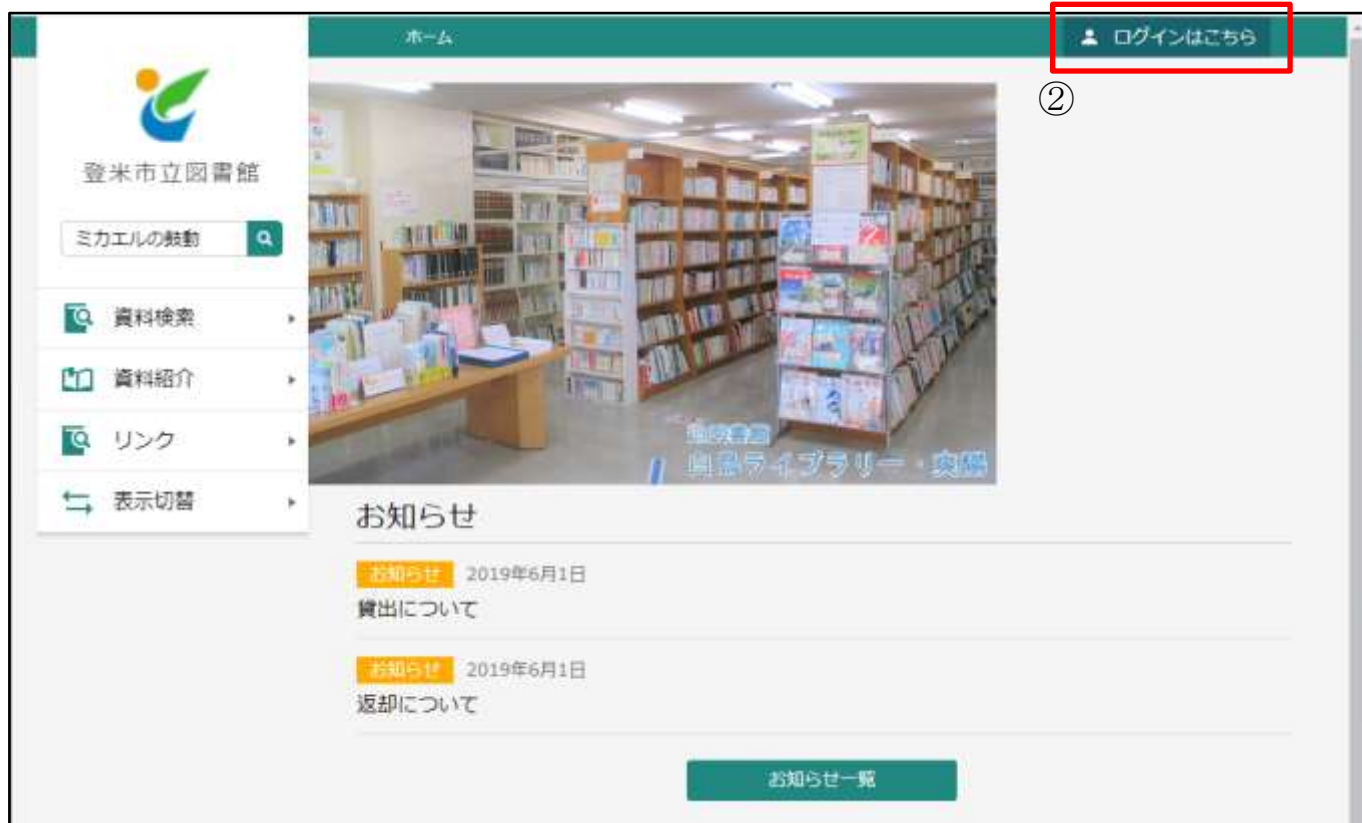 ホーム
ログインはこちら
②
登米市立図書館
ミカエルの鼓動
資料検索
資料紹介
リンク
表示切替
お知らせ
お知らせ 2019年6月1日
貸出について
お知らせ 2019年6月1日
返却について
お知らせ一覧